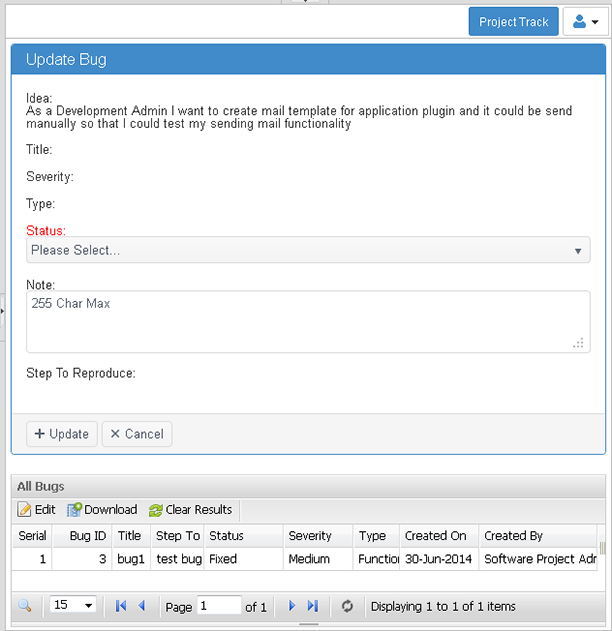 Project Track
Update Bug
Idea:
As a Development Admin I want to create mail template for application plugin and it could be send
manually so that I could test my sending mail functionality
Title:
Severity:
Type:
Status:
Please Select...
Note:
255 Char Max
Step To Reproduce:
Update Cancel
All Bugs
Edit Download Clear Results
Serial Bug ID Title Step To Status Severity Type Created On Created By
1 3 bug1 test bug Fixed Medium Function 30-Jun-2014 Software Project Adr
15 Page 1 of 1 Displaying 1 to 1 of 1 items